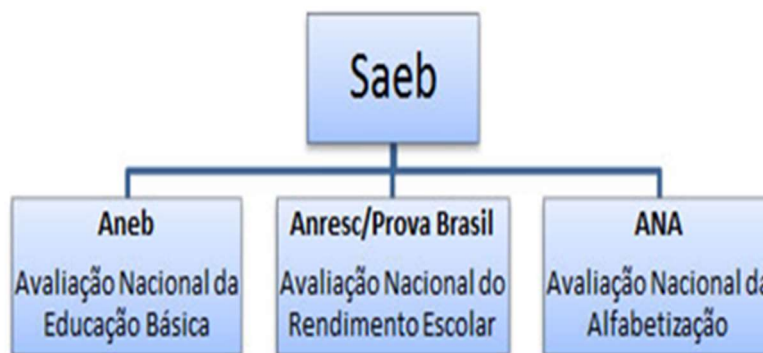 Saeb
Aneb
Avaliação Nacional da
Educação Básica
Anresc/Prova Brasil
Avaliação Nacional do
Rendimento Escolar
ANA
Avaliação Nacional da
Alfabetização